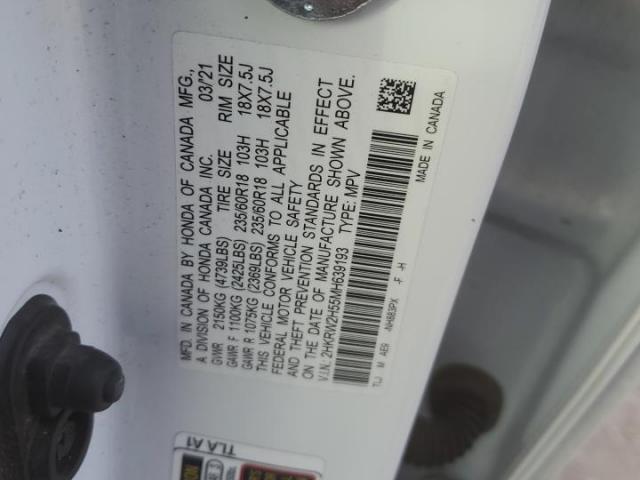 MFD. IN CANADA BY HONDA OF CANADA MFG.,
A DIVISION OF HONDA CANADA INC. 03/21
GVWR 2150KG (4739LBS) TIRE SIZE RIM SIZE
GAWR F 1100KG (2425LBS) 235/60R18 103H 18X7.5J
GAWR R 1075KG (2369LBS) 235/60R18 103H 18X7.5J
THIS VEHICLE CONFORMS TO ALL APPLICABLE
FEDERAL MOTOR VEHICLE SAFETY
AND THEFT PREVENTION STANDARDS IN EFFECT
ON THE DATE OF MANUFACTURE SHOWN ABOVE.
V.I.N.: 2HKRW2H55MH639193 TYPE: MPV
TLJ M AE9 -NH883PX -F -H
MADE IN CANADA
TLA A1